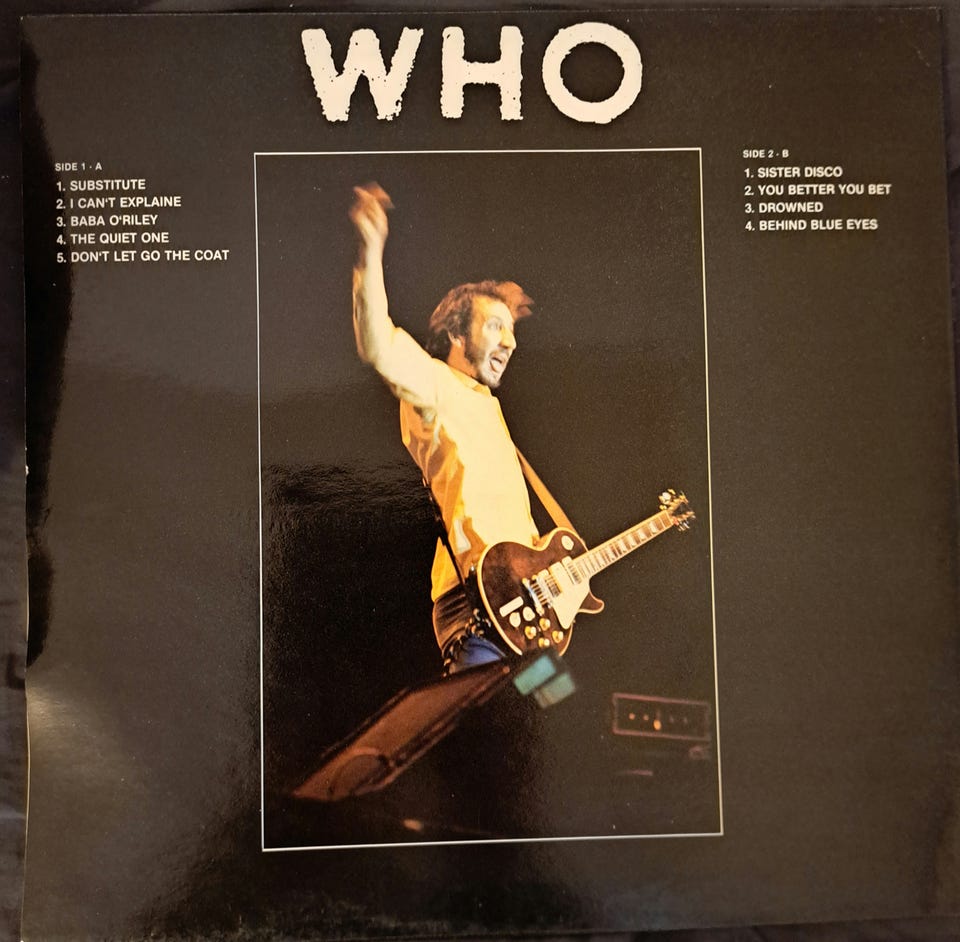 WHO
SIDE 1 - A
1. SUBSTITUTE
2. I CAN'T EXPLAINE
3. BABA O'RILEY
4. THE QUIET ONE
5. DON'T LET GO THE COAT
SIDE 2 - B
1. SISTER DISCO
2. YOU BETTER YOU BET
3. DROWNED
4. BEHIND BLUE EYES